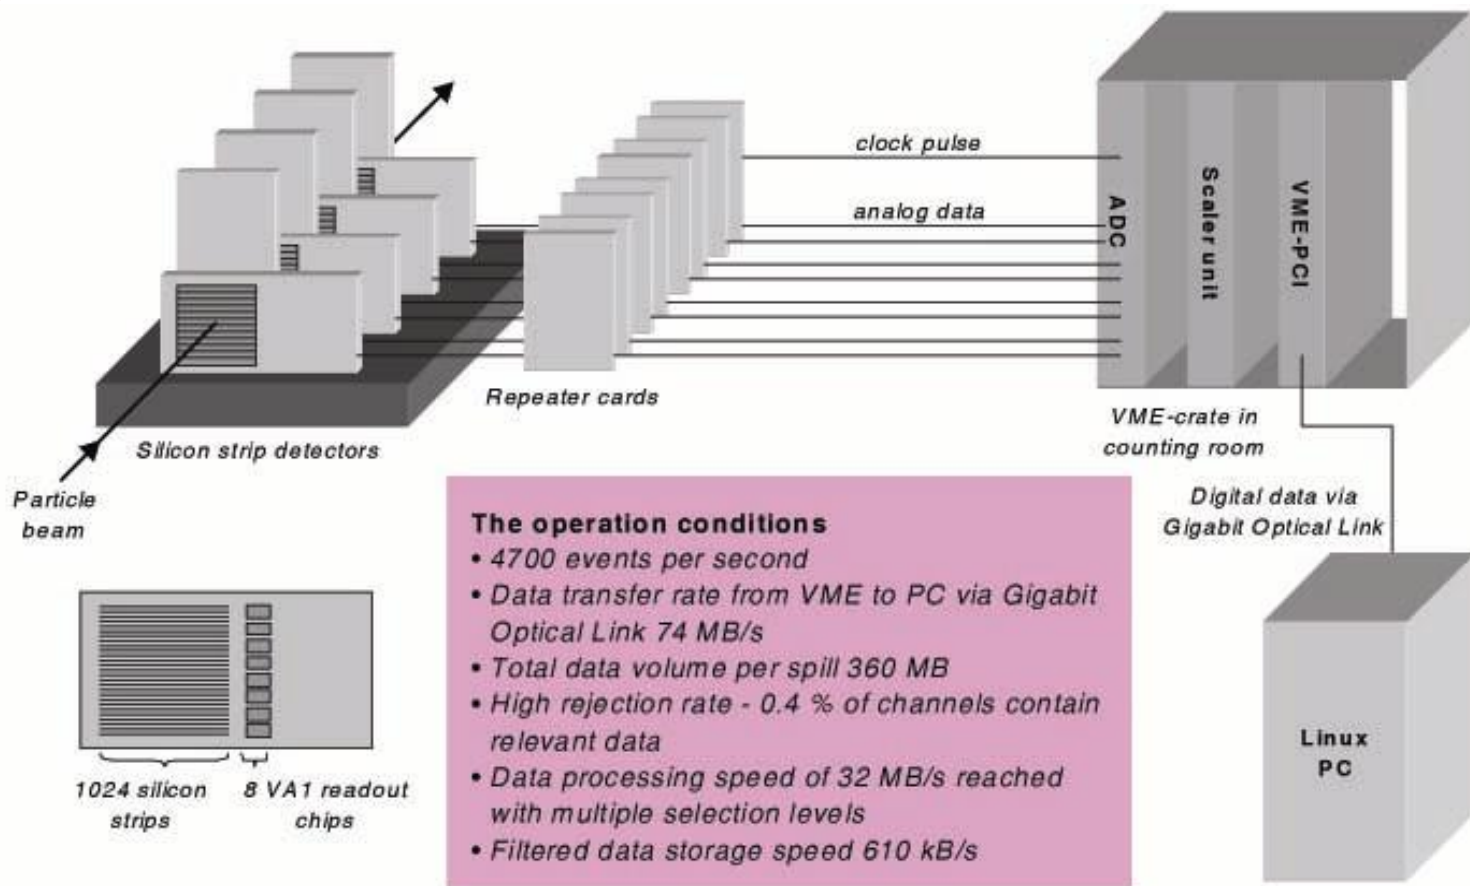 clock pulse
analog data
ADC
Scaler unit
VME-PCI
Repeater cards
Silicon strip detectors
VME-crate in
counting room
Particle
beam
Digital data via
Gigabit Optical Link
The operation conditions
• 4700 events per second
• Data transfer rate from VME to PC via Gigabit
Optical Link 74 MB/s
• Total data volume per spill 360 MB
• High rejection rate - 0.4 % of channels contain
relevant data
• Data processing speed of 32 MB/s reached
with multiple selection levels
• Filtered data storage speed 610 kB/s
1024 silicon
strips
8 VA1 readout
chips
Linux
PC